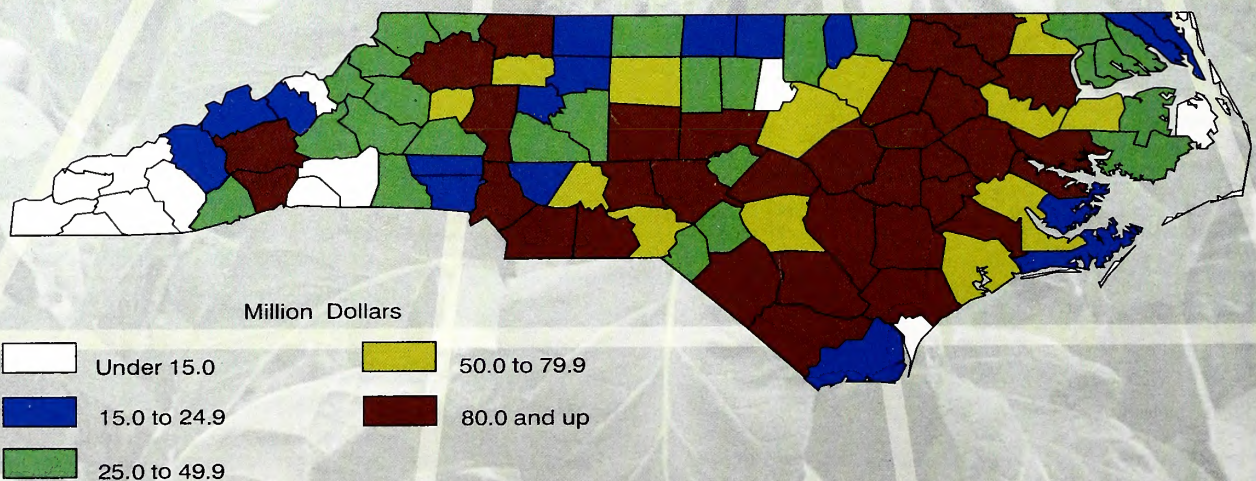 Million Dollars
Under 15.0
15.0 to 24.9
25.0 to 49.9
50.0 to 79.9
80.0 and up